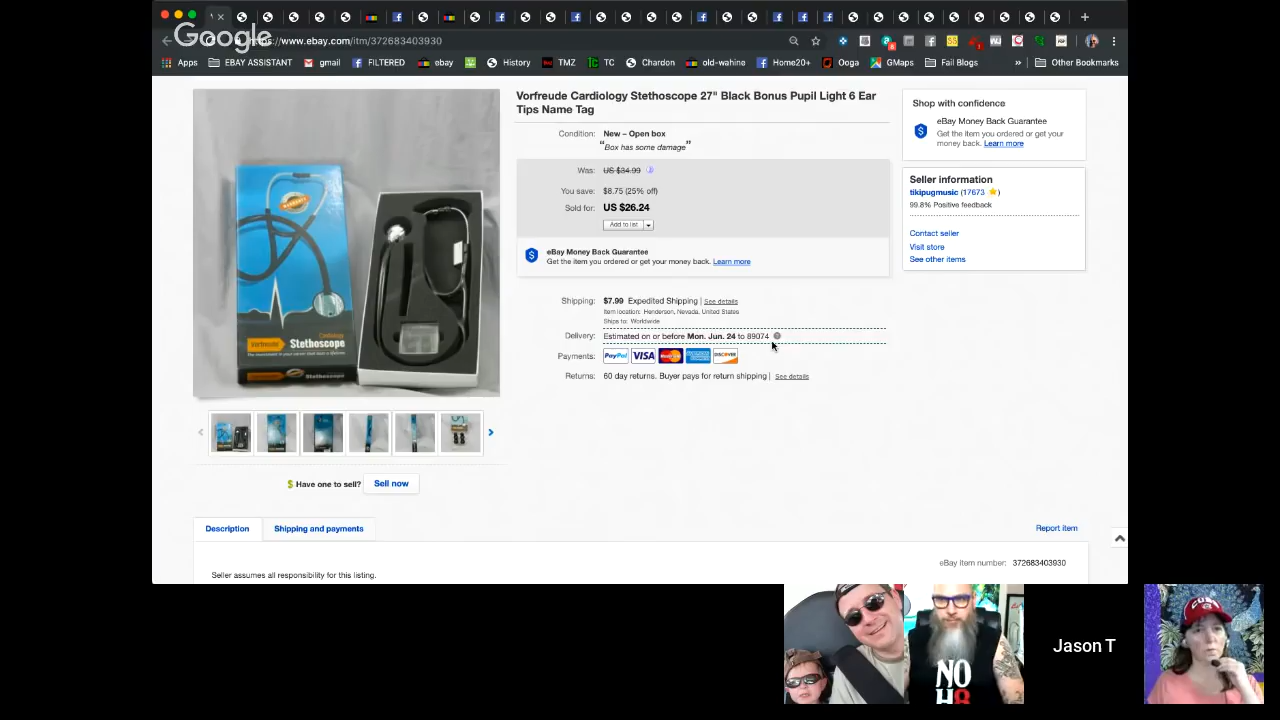 Google
https://www.ebay.com/itm/372683403930
Apps
EBAY ASSISTANT
gmail
FILTERED
ebay
History
TMZ
TC
Chardon
old-wahine
Home20+
Ooga
GMaps
Fail Blogs
»
Other Bookmarks
Vorfreude Cardiology Stethoscope 27" Black Bonus Pupil Light 6 Ear
Tips Name Tag
Condition: New – Open box
"Box has some damage"
Was: US $34.99
You save: $8.75 (25% off)
Sold for: US $26.24
Add to list
eBay Money Back Guarantee
Get the item you ordered or get your money back. Learn more
Shipping: $7.99 Expedited Shipping | See details
Item location: Henderson, Nevada, United States
Ships to: Worldwide
Delivery: Estimated on or before Mon. Jun. 24 to 89074
Payments: PayPal VISA MasterCard AMERICAN EXPRESS DISCOVER
Returns: 60 day returns. Buyer pays for return shipping | See details
Shop with confidence
eBay Money Back Guarantee
Get the item you ordered or get your
money back. Learn more
Seller information
tikipugmusic (17673 )
99.8% Positive feedback
Contact seller
Visit store
See other items
Vorfreude
Cardiology
Stethoscope
Stethoscope
$ Have one to sell? Sell now
Description
Shipping and payments
Report item
eBay item number: 372683403930
Seller assumes all responsibility for this listing.
NO
H8
Jason T